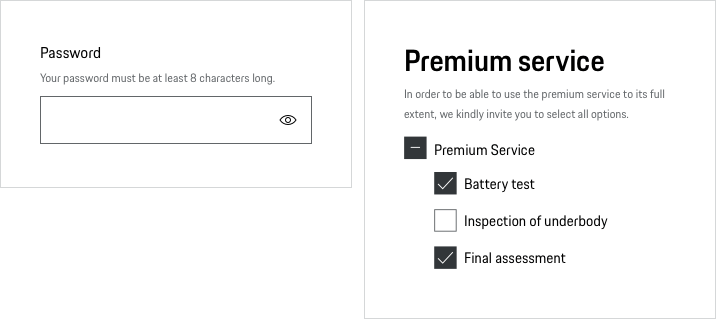 Password
Your password must be at least 8 characters long.
Premium service
In order to be able to use the premium service to its full
extent, we kindly invite you to select all options.
Premium Service
Battery test
Inspection of underbody
Final assessment